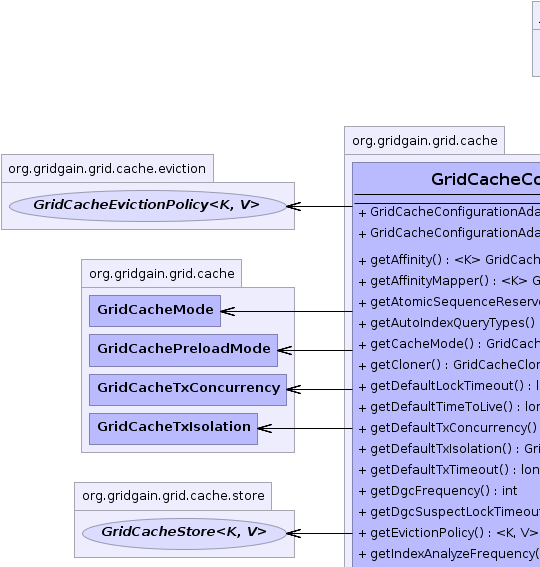 org.gridgain.grid.cache
org.gridgain.grid.cache.eviction
GridCacheEvictionPolicy<K, V>
org.gridgain.grid.cache
GridCacheMode
GridCachePreloadMode
GridCacheTxConcurrency
GridCacheTxIsolation
org.gridgain.grid.cache.store
GridCacheStore<K, V>
GridCacheCo
+ GridCacheConfigurationAda
+ GridCacheConfigurationAda
+ getAffinity() : <K> GridCach
+ getAffinityMapper() : <K> G
+ getAtomicSequenceReserv
+ getAutoIndexQueryTypes()
+ getCacheMode() : GridCach
+ getCloner() : GridCacheClon
+ getDefaultLockTimeout() : l
+ getDefaultTimeToLive() : lon
+ getDefaultTxConcurrency()
+ getDefaultTxIsolation() : Gri
+ getDefaultTxTimeout() : lon
+ getDgcFrequency() : int
+ getDgcSuspectLockTimeout
+ getEvictionPolicy() : <K, V>
+ getIndexAnalyzeFrequency(